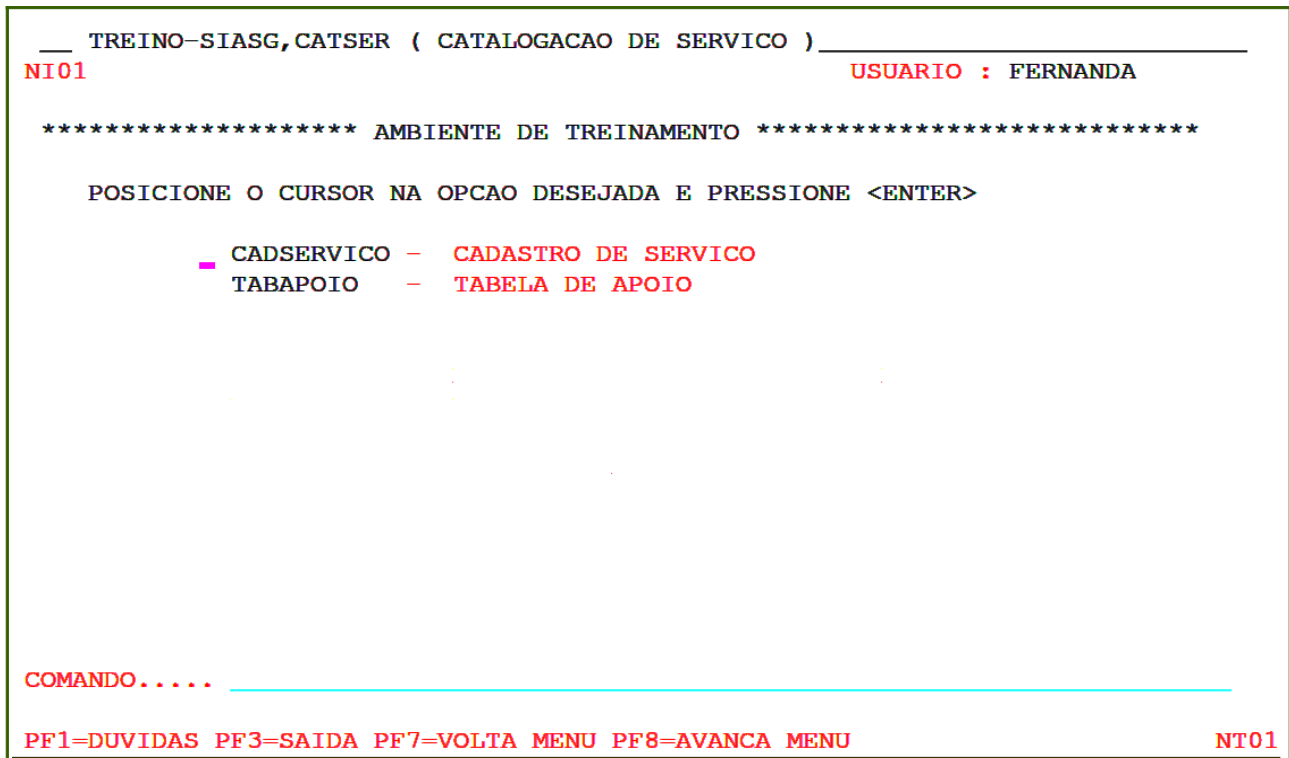 __ TREINO-SIASG,CATSER ( CATALOGACAO DE SERVICO )___________________________
NI01 USUARIO : FERNANDA
******************** AMBIENTE DE TREINAMENTO ****************************
POSICIONE O CURSOR NA OPCAO DESEJADA E PRESSIONE <ENTER>
_ CADSERVICO - CADASTRO DE SERVICO
TABAPOIO - TABELA DE APOIO
COMANDO..... _______________________________________________________________
PF1=DUVIDAS PF3=SAIDA PF7=VOLTA MENU PF8=AVANCA MENU NT01